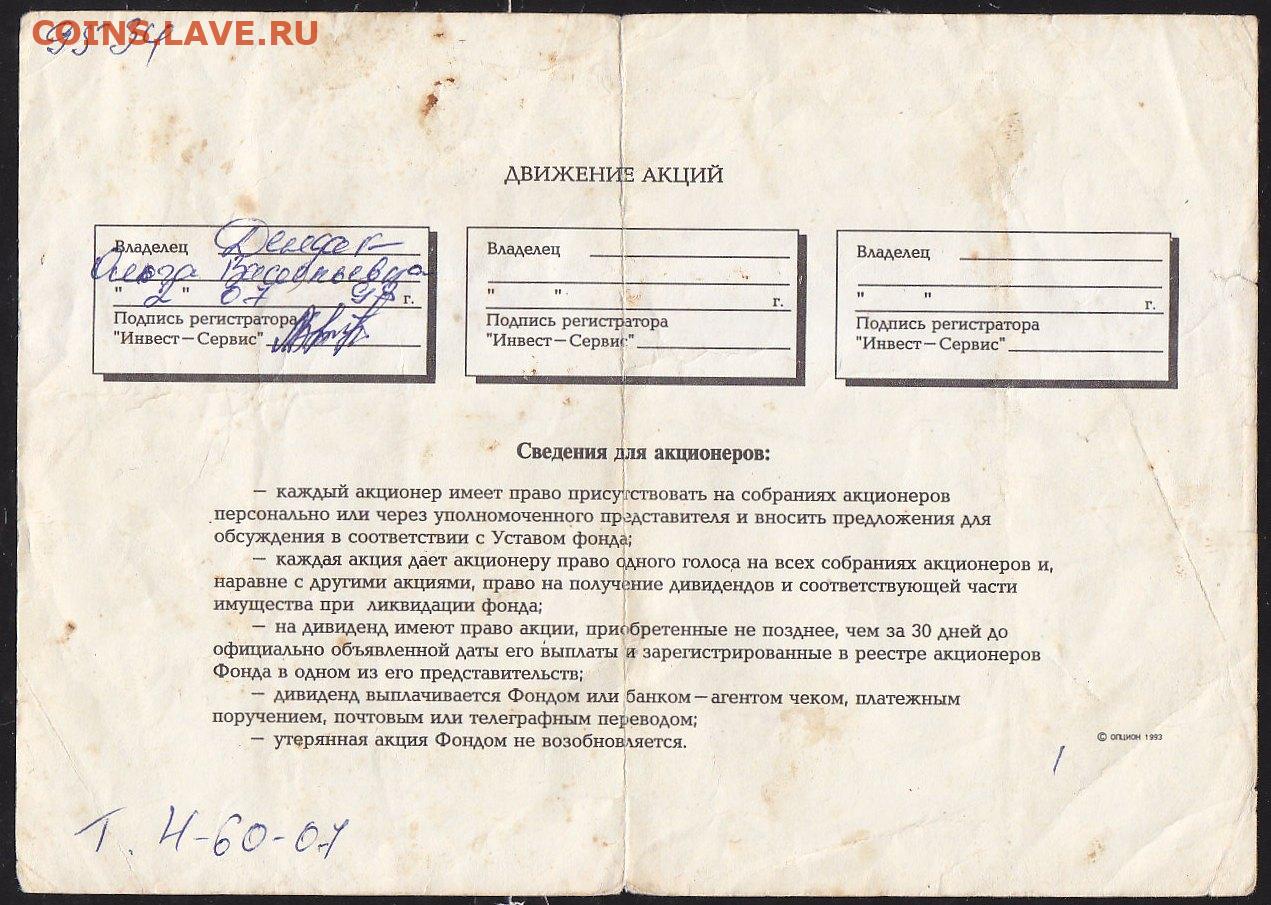 COINS.LAVE.RU
ДВИЖЕНИЕ АКЦИЙ
Владелец
Ольга Васильевна
" 2 " 07 93 г.
Подпись регистратора
"Инвест—Сервис"
Владелец
" " г.
Подпись регистратора
"Инвест—Сервис"
Владелец
" " г.
Подпись регистратора
"Инвест—Сервис"
Сведения для акционеров:
— каждый акционер имеет право присутствовать на собраниях акционеров
персонально или через уполномоченного представителя и вносить предложения для
обсуждения в соответствии с Уставом фонда;
— каждая акция дает акционеру право одного голоса на всех собраниях акционеров и,
наравне с другими акциями, право на получение дивидендов и соответствующей части
имущества при ликвидации фонда;
— на дивиденд имеют право акции, приобретенные не позднее, чем за 30 дней до
официально объявленной даты его выплаты и зарегистрированные в реестре акционеров
Фонда в одном из его представительств;
— дивиденд выплачивается Фондом или банком—агентом чеком, платежным
поручением, почтовым или телеграфным переводом;
— утерянная акция Фондом не возобновляется.
© ОПЦИОН 1993
Т. 4-60-07